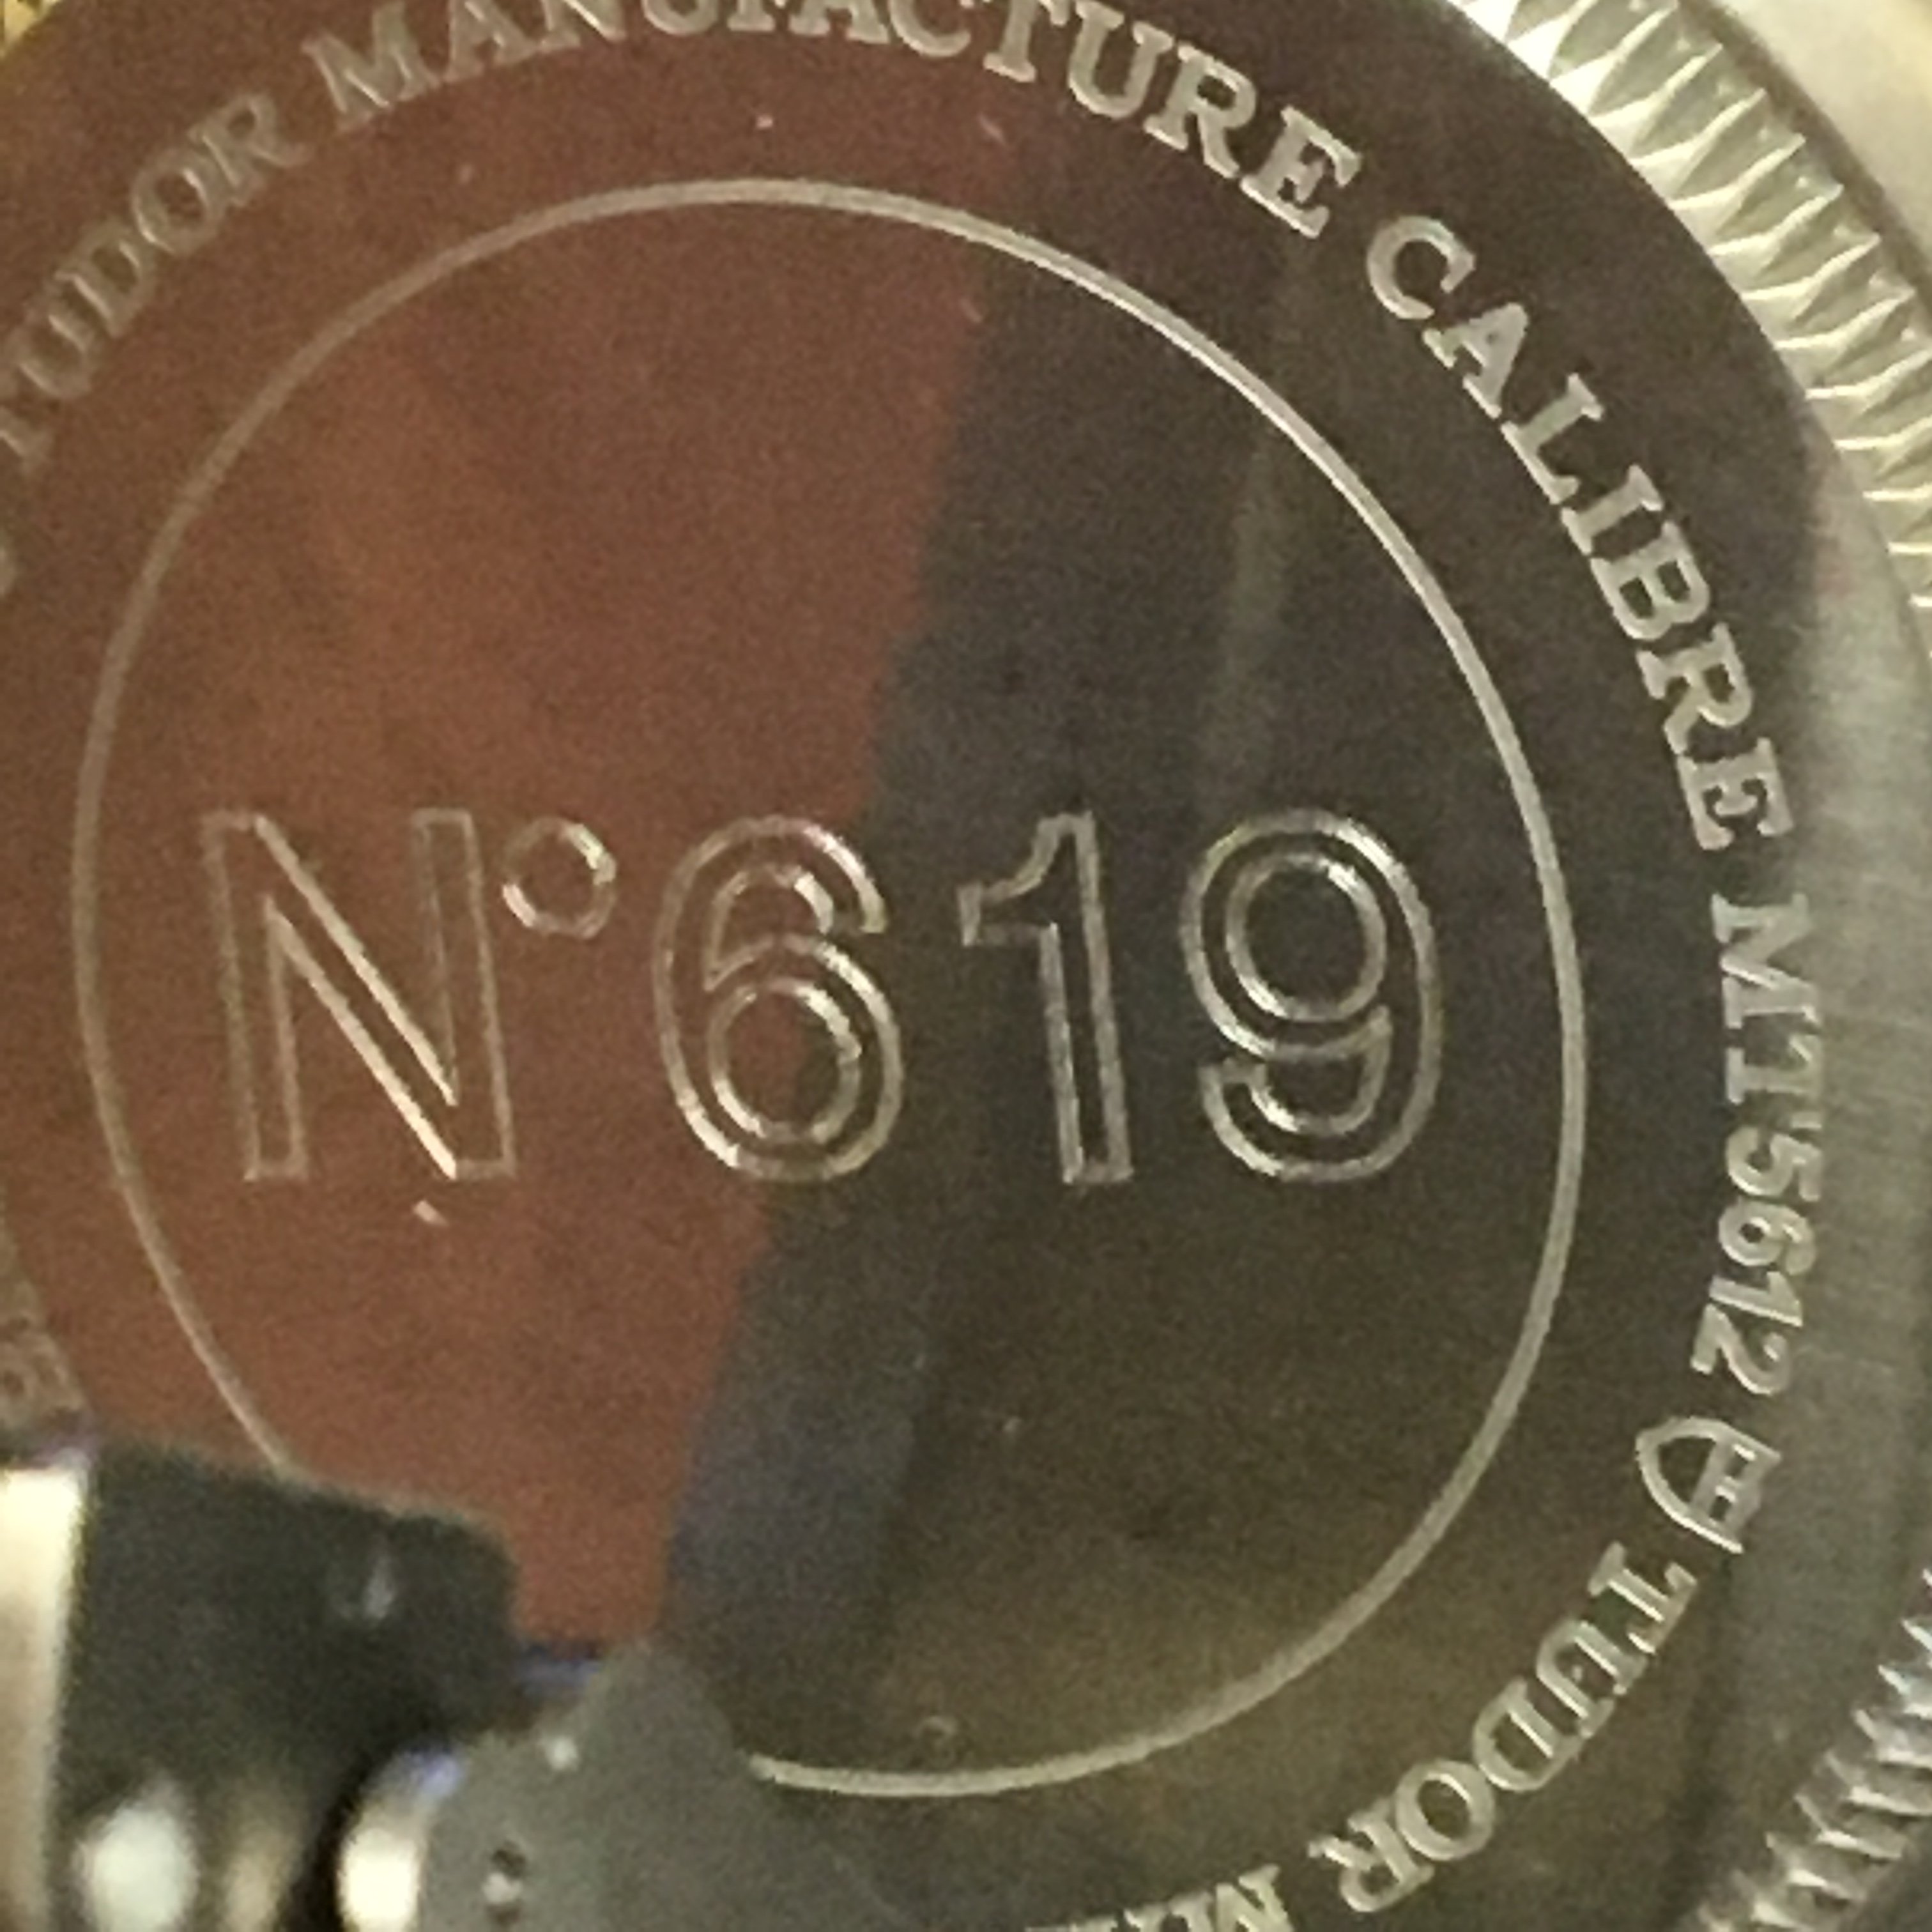 TUDOR MANUFACTURE CALIBRE MT5612 TUDOR
N°619